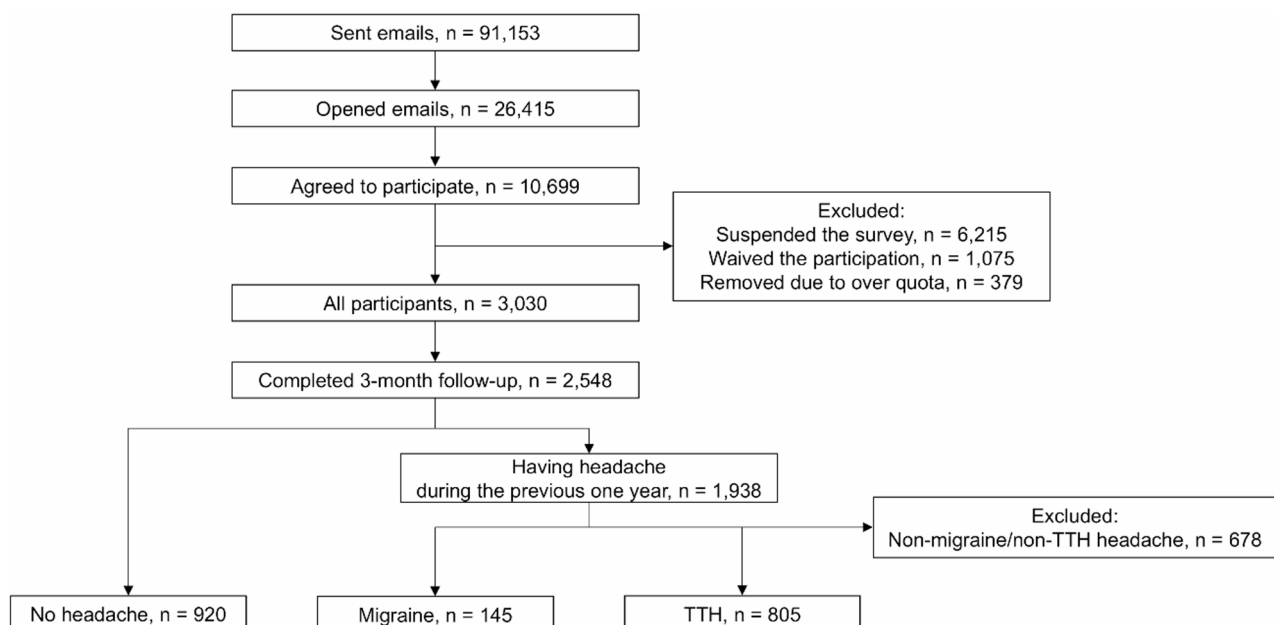 Sent emails, n = 91,153
Opened emails, n = 26,415
Agreed to participate, n = 10,699
Excluded:
Suspended the survey, n = 6,215
Waived the participation, n = 1,075
Removed due to over quota, n = 379
All participants, n = 3,030
Completed 3-month follow-up, n = 2,548
Having headache
during the previous one year, n = 1,938
Excluded:
Non-migraine/non-TTH headache, n = 678
No headache, n = 920
Migraine, n = 145
TTH, n = 805